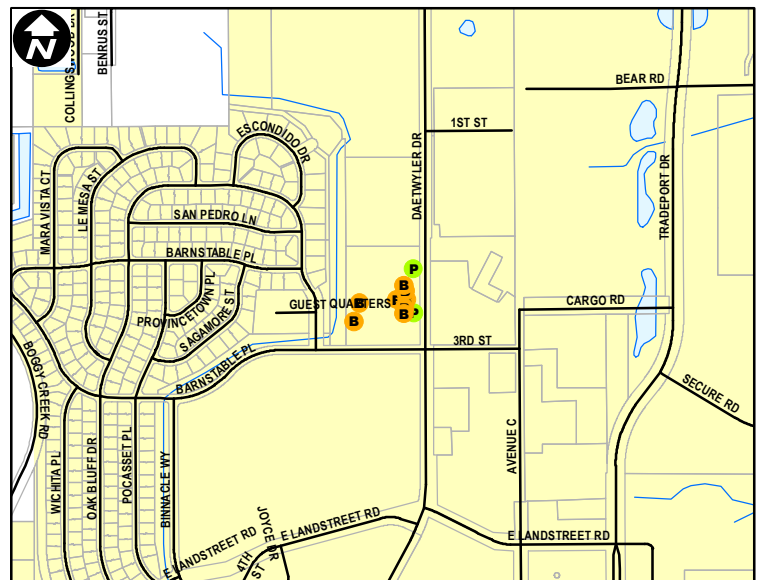 N
COLLINGSWOOD DR
BENRUS ST
BEAR RD
1ST ST
ESCONDIDO DR
DAETWYLER DR
MARA VISTA CT
LE MESA ST
TRADEPORT DR
SAN PEDRO LN
BARNSTABLE PL
P
B
GUEST QUARTERS
B
B
B
P
PROVINCETOWN PL
SAGAMORE ST
CARGO RD
3RD ST
BARNSTABLE PL
BOGGY CREEK RD
SECURE RD
AVENUE C
WICHITA PL
OAK BLUFF DR
POCASSET PL
BINNACLE WY
JOYCE DR
E LANDSTREET RD
E LANDSTREET RD
E LANDSTREET RD
4TH ST